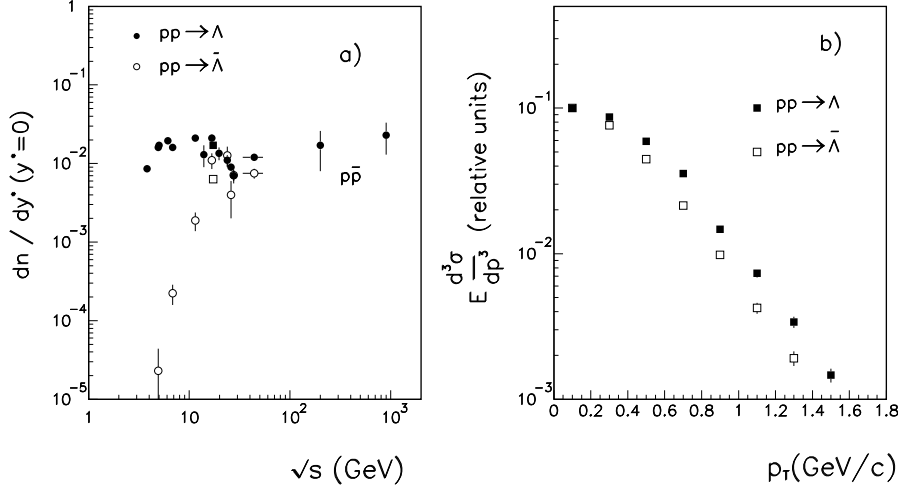 1
10⁻¹
10⁻²
10⁻³
10⁻⁴
10⁻⁵
dn / dy* (y*=0)
pp → Λ
pp → Λ̄
a)
pp̄
1
10
10²
10³
√s (GeV)
10⁻¹
10⁻²
10⁻³
E d³σ/dp³ (relative units)
b)
pp → Λ
pp → Λ̄
0
0.2
0.4
0.6
0.8
1
1.2
1.4
1.6
1.8
p_T(GeV/c)